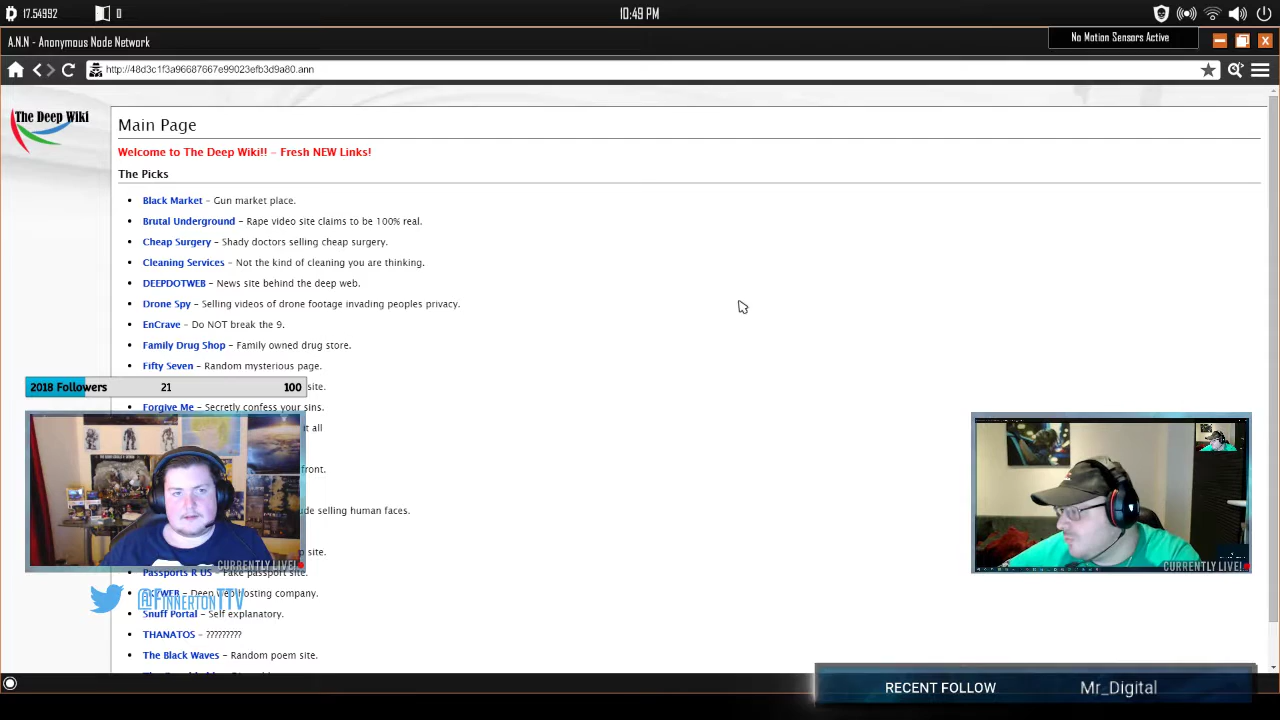 17.54992
0
10:49 PM
A.N.N - Anonymous Node Network
No Motion Sensors Active
http://48d3c1f3a96687667e99023efb3d9a80.ann
The Deep Wiki
Main Page
Welcome to The Deep Wiki!! - Fresh NEW Links!
The Picks
Black Market - Gun market place.
Brutal Underground - Rape video site claims to be 100% real.
Cheap Surgery - Shady doctors selling cheap surgery.
Cleaning Services - Not the kind of cleaning you are thinking.
DEEPDOTWEB - News site behind the deep web.
Drone Spy - Selling videos of drone footage invading peoples privacy.
EnCrave - Do NOT break the 9.
Family Drug Shop - Family owned drug store.
Fifty Seven - Random mysterious page.
2018 Followers 21 100
site.
Forgive Me - Secretly confess your sins.
all
front.
ude selling human faces.
site.
CURRENTLY LIVE!
CURRENTLY LIVE!
Passports R US - Fake passport site.
WEB - Deep Web hosting company.
@FINNERTONTTV
Snuff Portal - Self explanatory.
THANATOS - ?????????
The Black Waves - Random poem site.
RECENT FOLLOW Mr_Digital